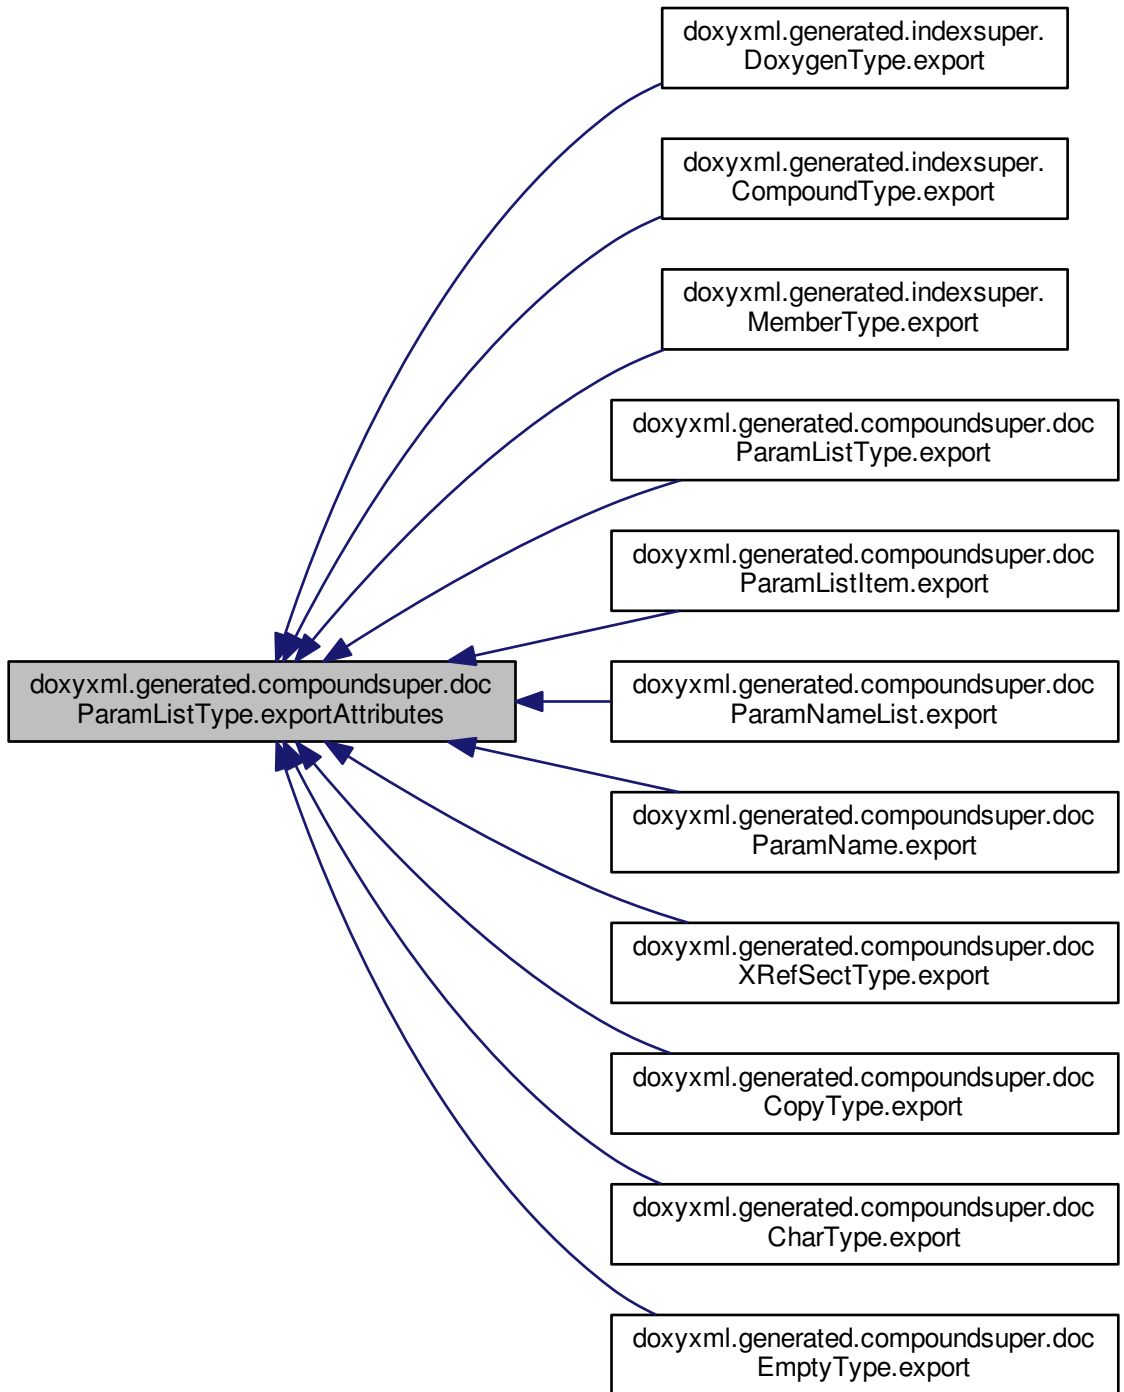 doxyxml.generated.indexsuper.
DoxygenType.export
doxyxml.generated.indexsuper.
CompoundType.export
doxyxml.generated.indexsuper.
MemberType.export
doxyxml.generated.compoundsuper.doc
ParamListType.export
doxyxml.generated.compoundsuper.doc
ParamListItem.export
doxyxml.generated.compoundsuper.doc
ParamListType.exportAttributes
doxyxml.generated.compoundsuper.doc
ParamNameList.export
doxyxml.generated.compoundsuper.doc
ParamName.export
doxyxml.generated.compoundsuper.doc
XRefSectType.export
doxyxml.generated.compoundsuper.doc
CopyType.export
doxyxml.generated.compoundsuper.doc
CharType.export
doxyxml.generated.compoundsuper.doc
EmptyType.export